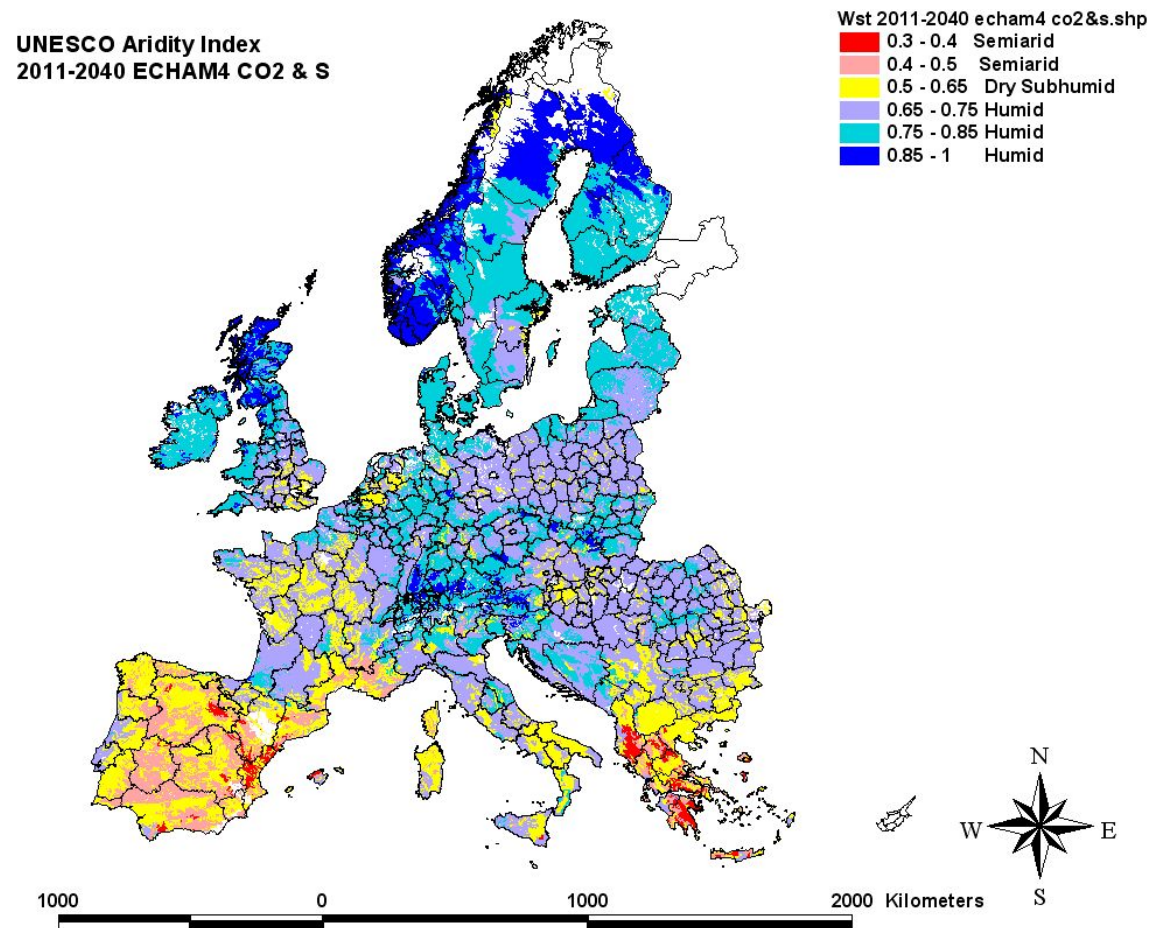 UNESCO Aridity Index
2011-2040 ECHAM4 CO2 & S
Wst 2011-2040 echam4 co2&s.shp
0.3 - 0.4 Semiarid
0.4 - 0.5 Semiarid
0.5 - 0.65 Dry Subhumid
0.65 - 0.75 Humid
0.75 - 0.85 Humid
0.85 - 1 Humid
N
W E
S
1000 0 1000 2000 Kilometers